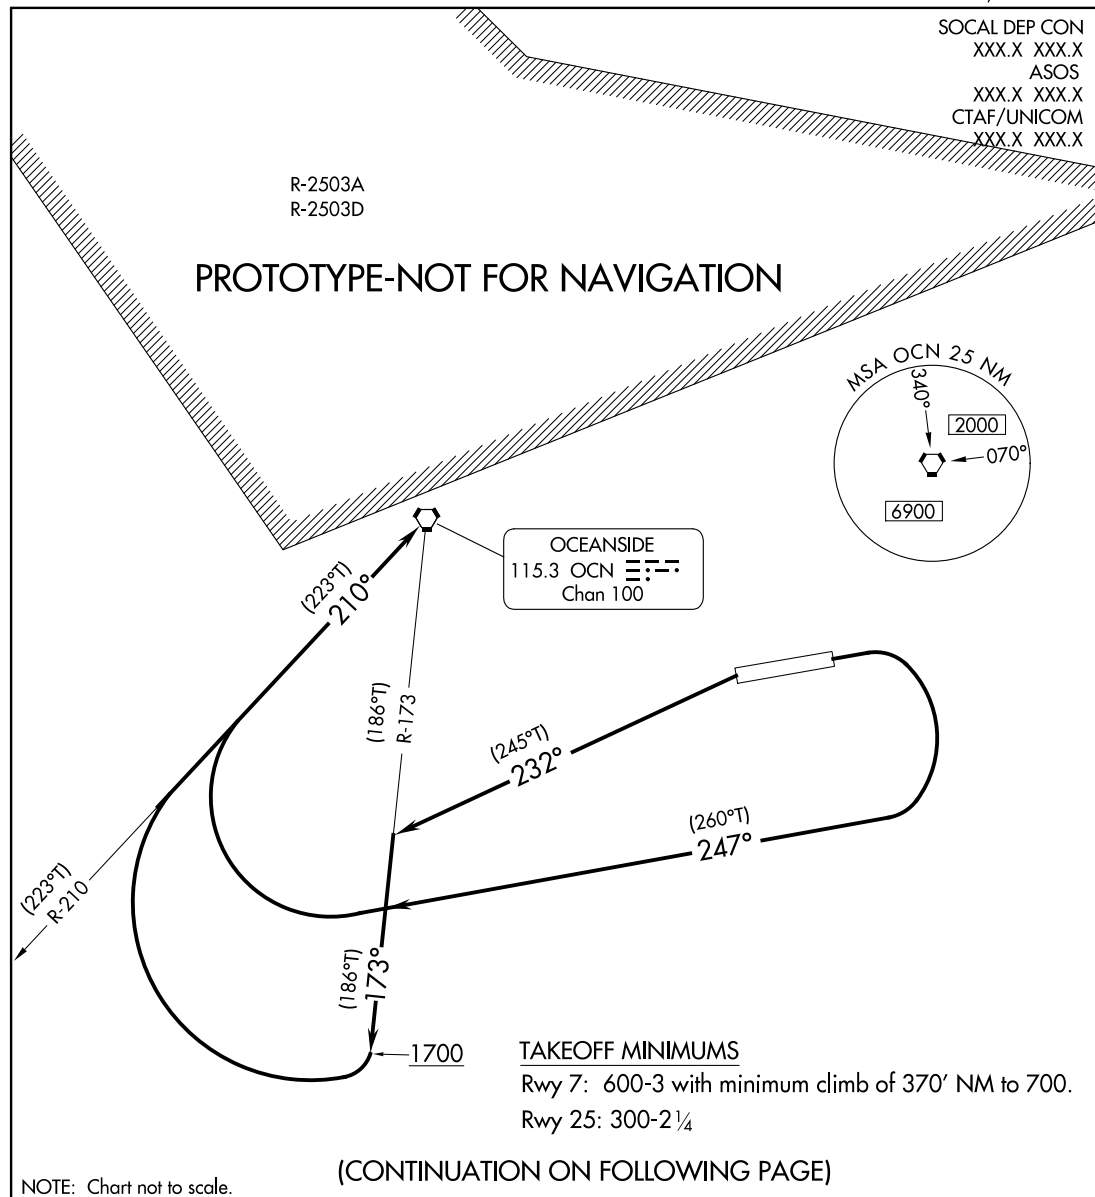 SOCAL DEP CON
XXX.X XXX.X
ASOS
XXX.X XXX.X
CTAF/UNICOM
XXX.X XXX.X
R-2503A
R-2503D
PROTOTYPE-NOT FOR NAVIGATION
MSA OCN 25 NM
340°
2000
070°
6900
OCEANSIDE
115.3 OCN
Chan 100
(223°T)
210°
(186°T)
R-173
(245°T)
232°
(260°T)
247°
(223°T)
R-210
(186°T)
173°
1700
TAKEOFF MINIMUMS
Rwy 7: 600-3 with minimum climb of 370' NM to 700.
Rwy 25: 300-2¼
(CONTINUATION ON FOLLOWING PAGE)
NOTE: Chart not to scale.